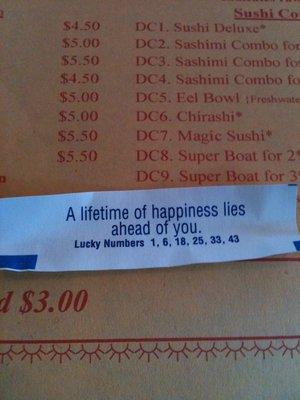 Sushi Co
$4.50 DC1. Sushi Deluxe*
$5.00 DC2. Sashimi Combo for
$5.50 DC3. Sashimi Combo for
$4.50 DC4. Sashimi Combo fo
$5.00 DC5. Eel Bowl (Freshwate
$5.00 DC6. Chirashi*
$5.50 DC7. Magic Sushi*
$5.50 DC8. Super Boat for 2*
DC9. Super Boat for 3*
A lifetime of happiness lies
ahead of you.
Lucky Numbers 1, 6, 18, 25, 33, 43
d $3.00